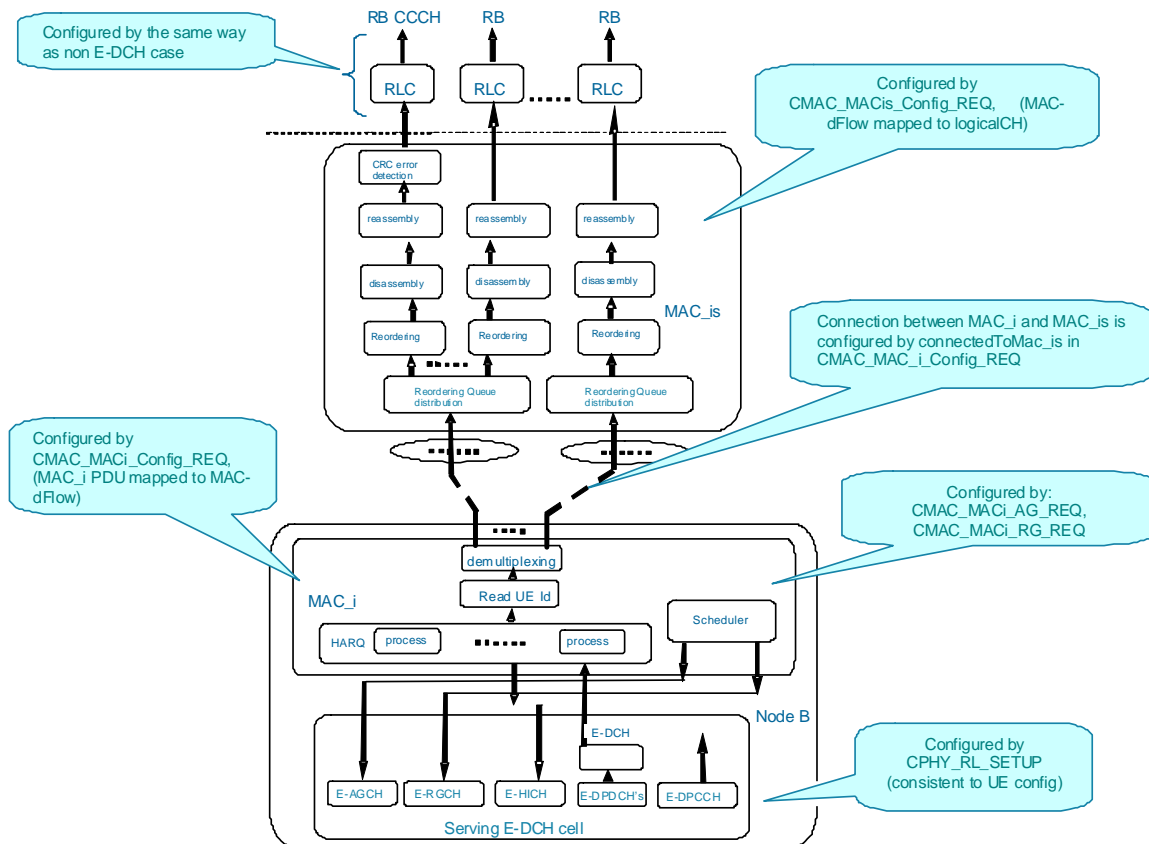 RB CCCH
RB
RB
Configured by the same way
as non E-DCH case
RLC
RLC
RLC
Configured by
CMAC_MACis_Config_REQ, (MAC-
dFlow mapped to logicalCH)
CRC error
detection
reassembly
reassembly
reassembly
disassembly
disassembly
disassembly
MAC_is
Reordering
Reordering
Reordering
Connection between MAC_i and MAC_is is
configured by connectedToMac_is in
CMAC_MAC_i_Config_REQ
Reordering Queue
distribution
Reordering Queue
distribution
Configured by
CMAC_MACi_Config_REQ,
(MAC_i PDU mapped to MAC-
dFlow)
Configured by:
CMAC_MACi_AG_REQ,
CMAC_MACi_RG_REQ
demultiplexing
Read UE Id
MAC_i
Scheduler
HARQ
process
process
Node B
E-DCH
Configured by
CPHY_RL_SETUP
(consistent to UE config)
E-AGCH
E-RGCH
E-HICH
E-DPDCH's
E-DPCCH
Serving E-DCH cell